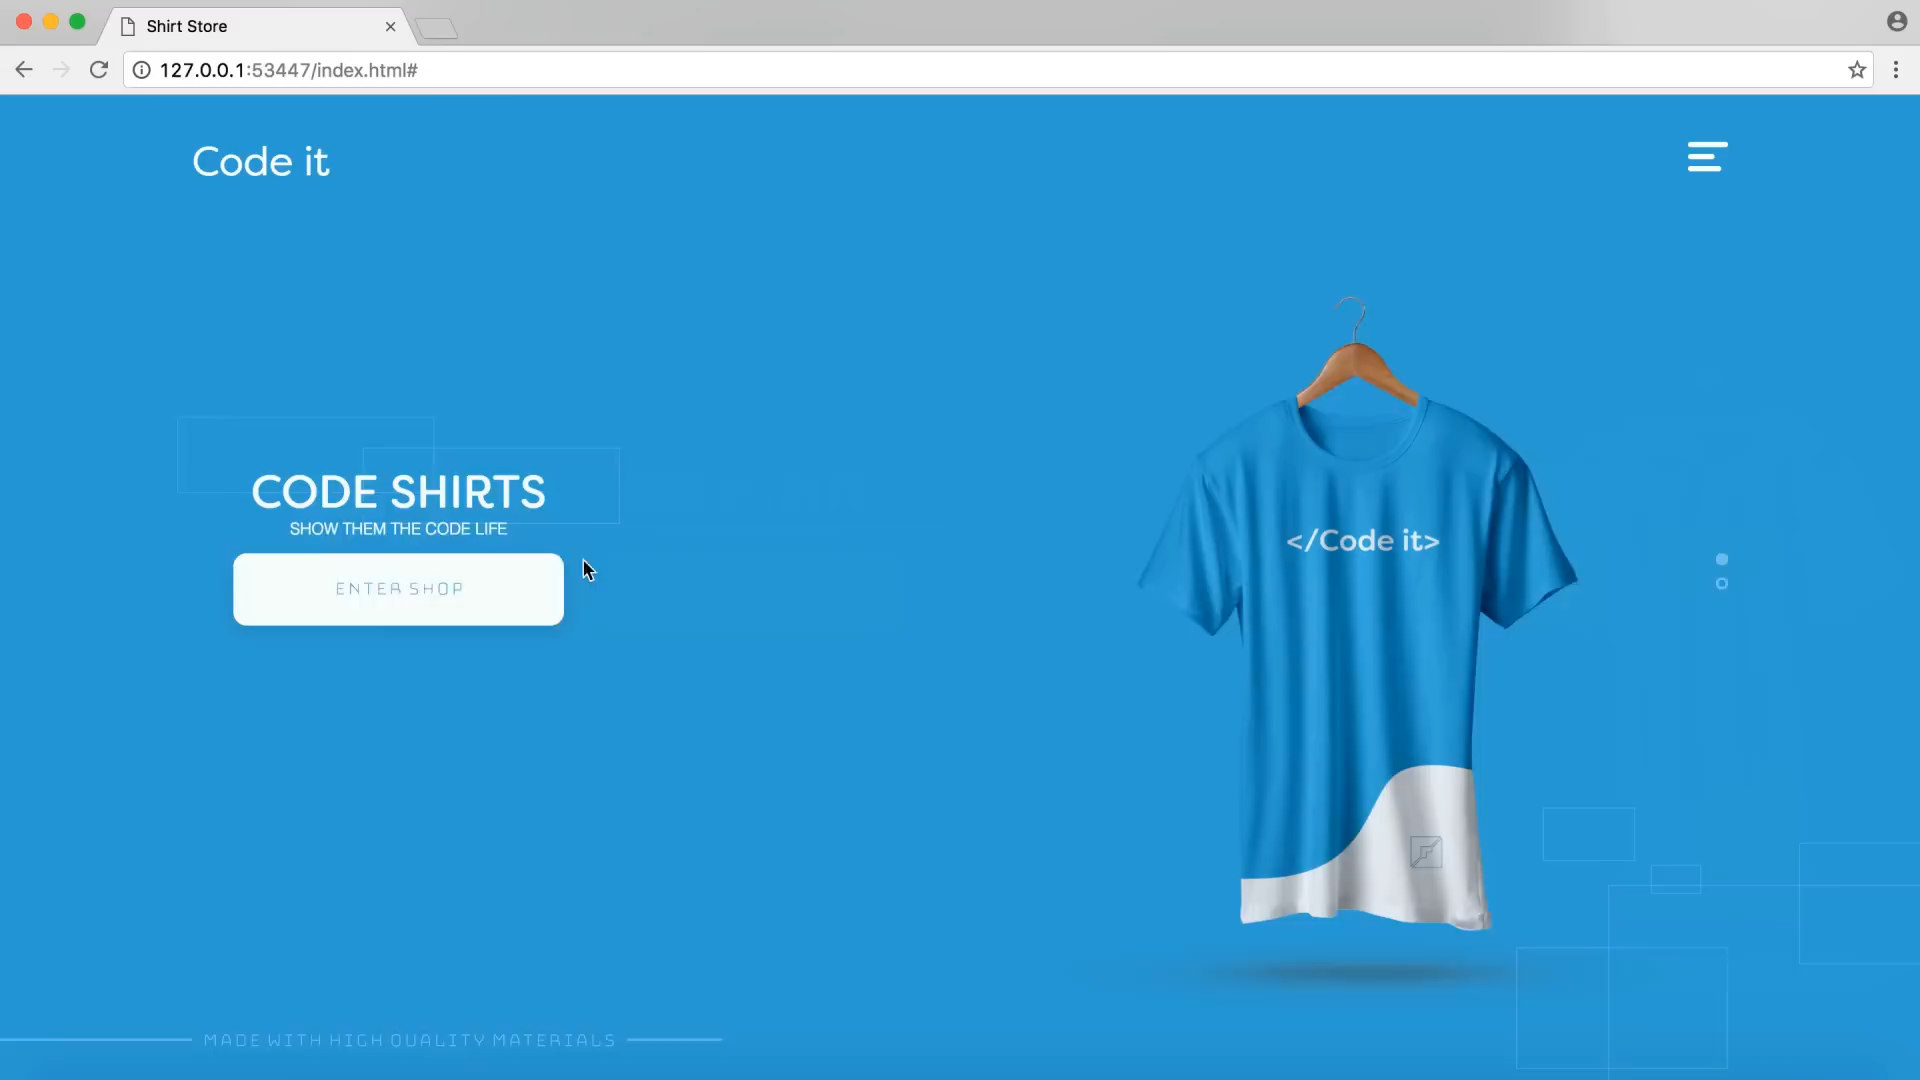 Shirt Store
127.0.0.1:53447/index.html#
Code it
CODE SHIRTS
SHOW THEM THE CODE LIFE
ENTER SHOP
</Code it>
MADE WITH HIGH QUALITY MATERIALS